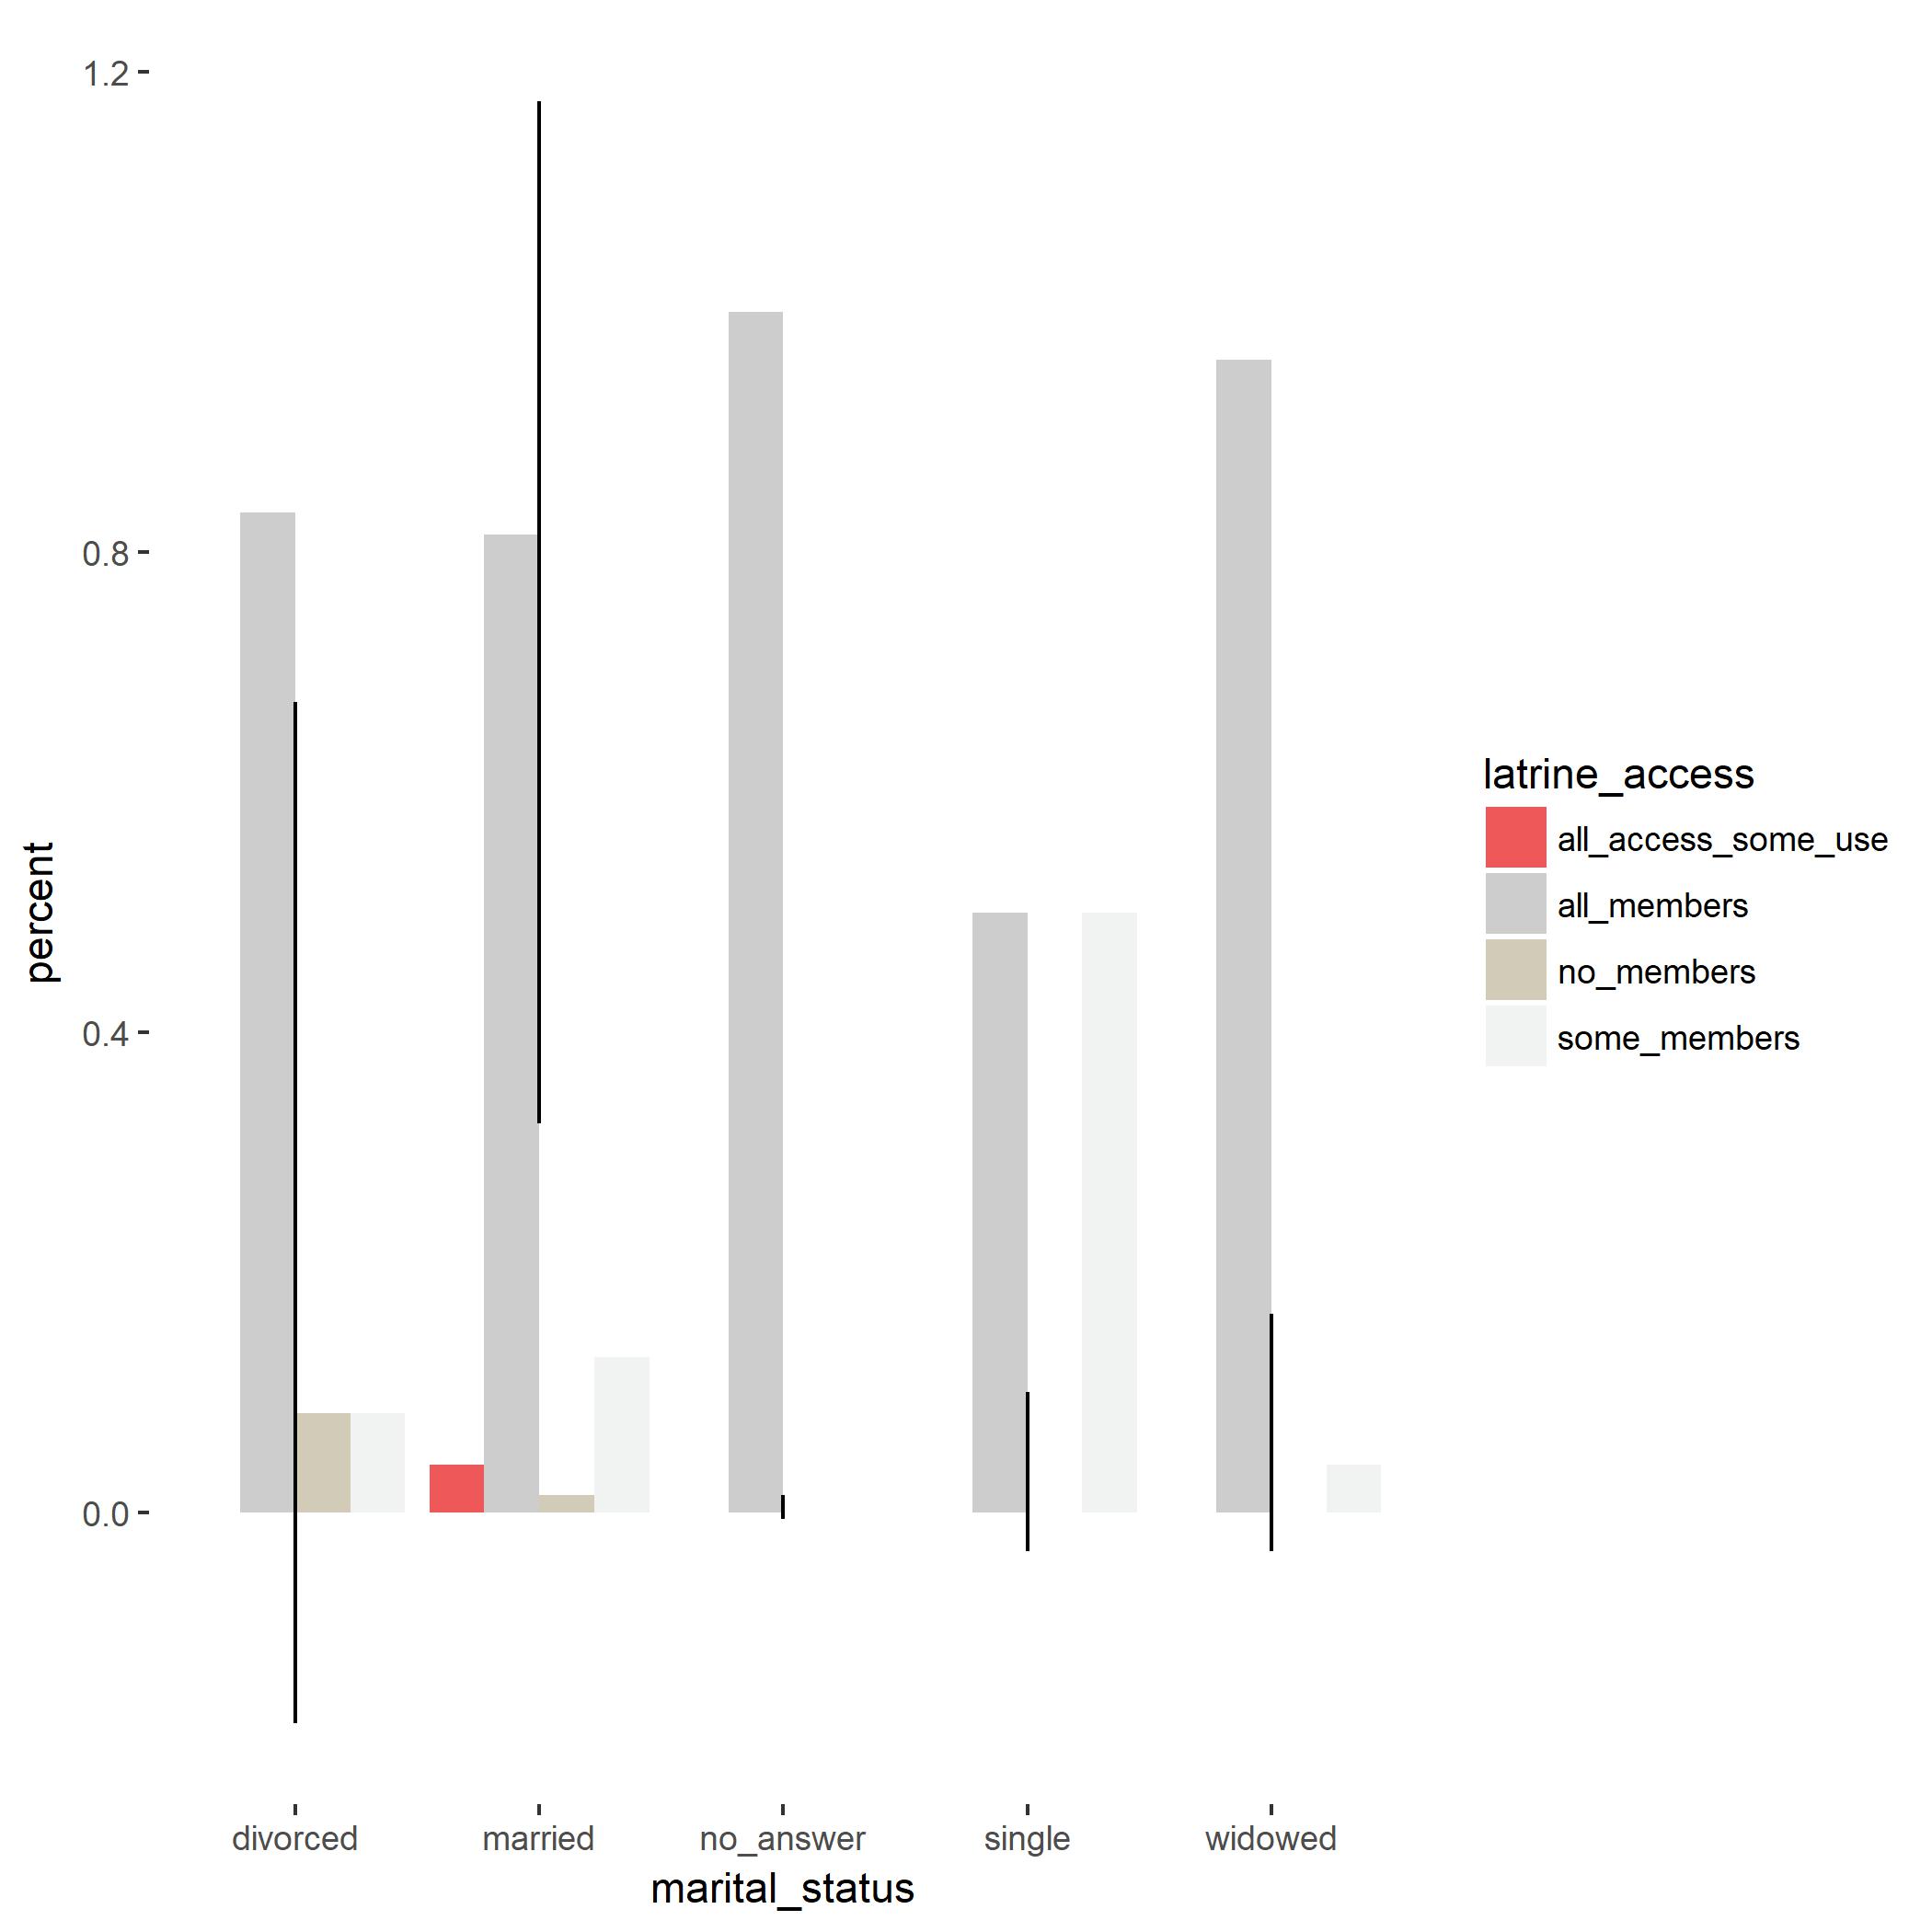 1.2
0.8
0.4
0.0
percent
divorced married no_answer single widowed
marital_status
latrine_access
all_access_some_use
all_members
no_members
some_members